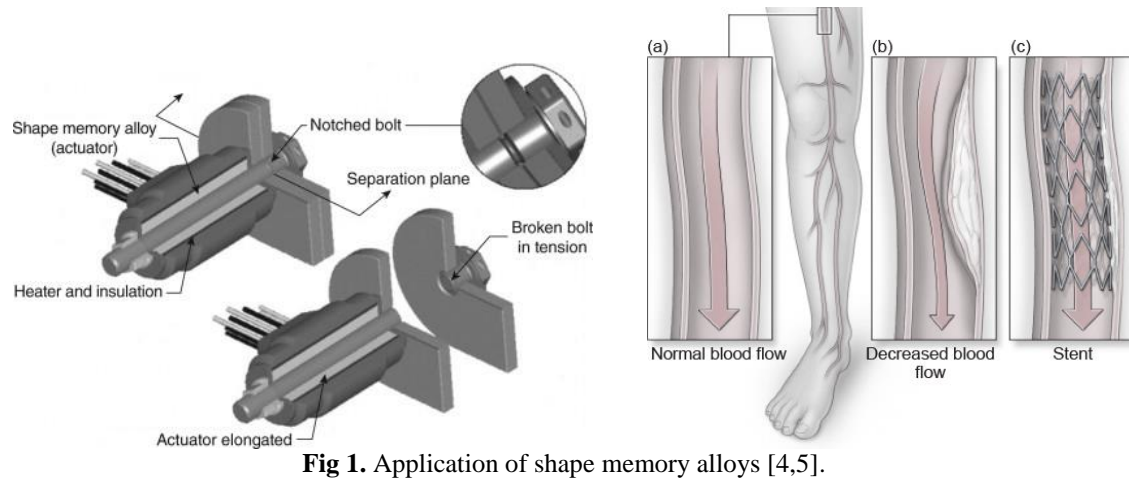 Shape memory alloy
(actuator)
Notched bolt
Separation plane
Broken bolt
in tension
Heater and insulation
Actuator elongated
(a)
(b)
(c)
Normal blood flow
Decreased blood
flow
Stent
Fig 1. Application of shape memory alloys [4,5].